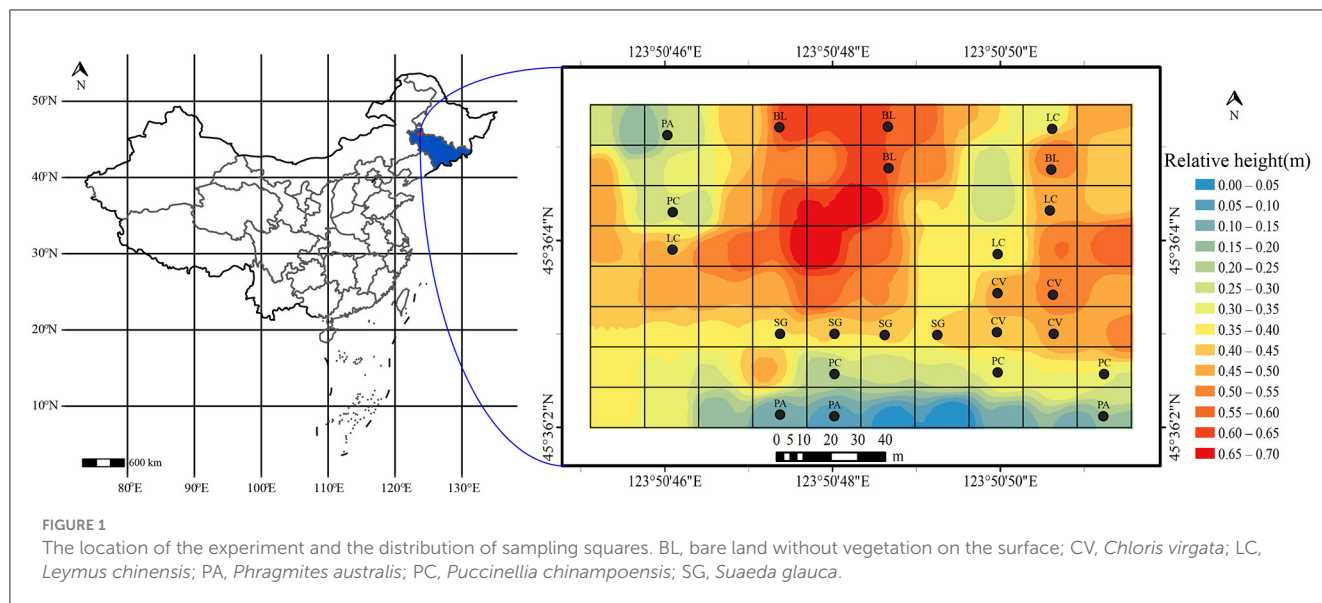 N
50°N
40°N
30°N
20°N
10°N
600 km
80°E 90°E 100°E 110°E 120°E 130°E
123°50'46"E 123°50'48"E 123°50'50"E
45°36'4"N
45°36'2"N
45°36'4"N
45°36'2"N
PA BL BL LC
BL BL
PC LC
LC LC
CV CV
SG SG SG SG CV CV
PC PC PC
PA PA PA
0 5 10 20 30 40
m
123°50'46"E 123°50'48"E 123°50'50"E
N
Relative height(m)
0.00 – 0.05
0.05 – 0.10
0.10 – 0.15
0.15 – 0.20
0.20 – 0.25
0.25 – 0.30
0.30 – 0.35
0.35 – 0.40
0.40 – 0.45
0.45 – 0.50
0.50 – 0.55
0.55 – 0.60
0.60 – 0.65
0.65 – 0.70
FIGURE 1
The location of the experiment and the distribution of sampling squares. BL, bare land without vegetation on the surface; CV, Chloris virgata; LC,
Leymus chinensis; PA, Phragmites australis; PC, Puccinellia chinampoensis; SG, Suaeda glauca.